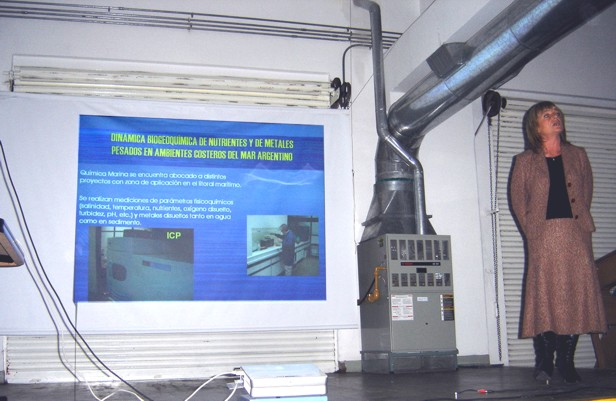 DINAMICA BIOGEOQUIMICA DE NUTRIENTES Y DE METALES
PESADOS EN AMBIENTES COSTEROS DEL MAR ARGENTINO
Química Marina se encuentra abocada a distintos
proyectos con zona de aplicación en el litoral marítimo.
Se realizan mediciones de parámetros fisicoquímicos
(salinidad, temperatura, nutrientes, oxígeno disuelto,
turbidez, pH, etc.) y metales disueltos tanto en agua
como en sedimento.
ICP